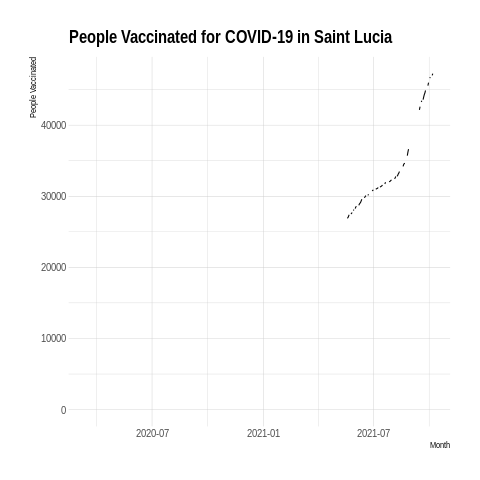 People Vaccinated for COVID-19 in Saint Lucia
People Vaccinated
40000
30000
20000
10000
0
2020-07
2021-01
2021-07
Month